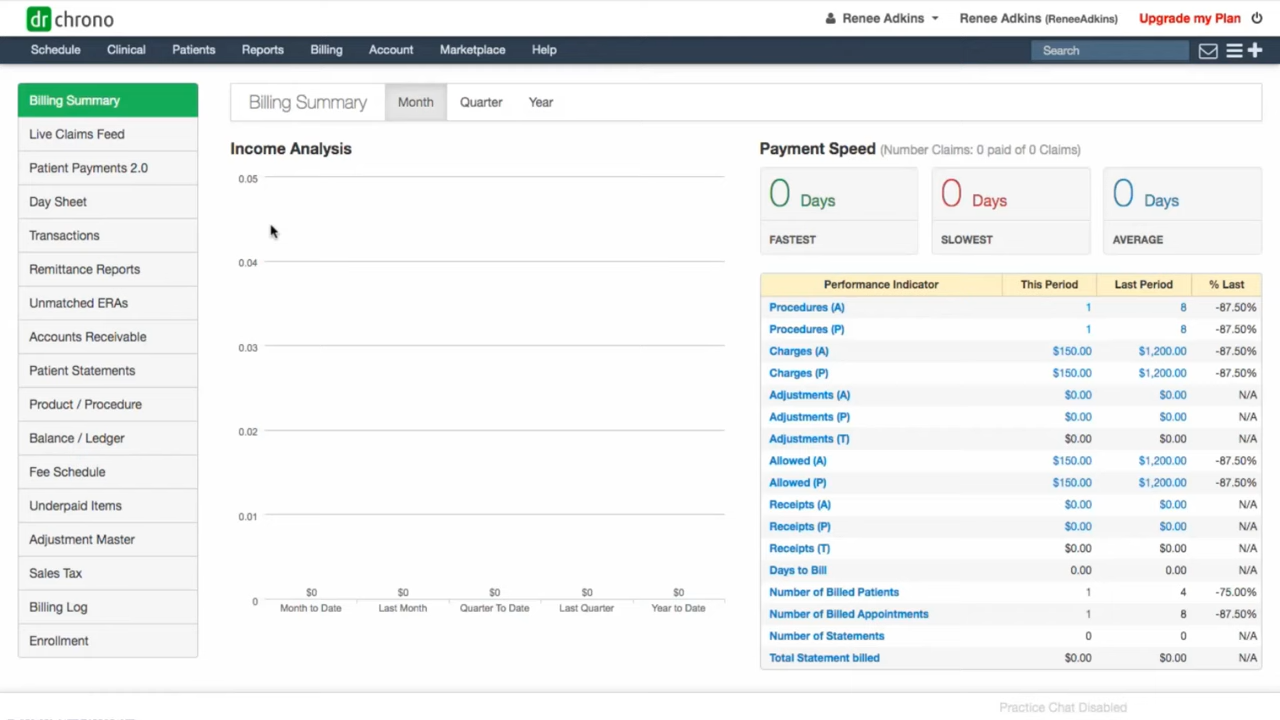 dr chrono
Renee Adkins
Renee Adkins (ReneeAdkins)
Upgrade my Plan
Schedule Clinical Patients Reports Billing Account Marketplace Help
Search
Billing Summary
Live Claims Feed
Patient Payments 2.0
Day Sheet
Transactions
Remittance Reports
Unmatched ERAs
Accounts Receivable
Patient Statements
Product / Procedure
Balance / Ledger
Fee Schedule
Underpaid Items
Adjustment Master
Sales Tax
Billing Log
Enrollment
Billing Summary Month Quarter Year
Income Analysis
0.05
0.04
0.03
0.02
0.01
0
$0 $0 $0 $0 $0
Month to Date Last Month Quarter To Date Last Quarter Year to Date
Payment Speed (Number Claims: 0 paid of 0 Claims)
0 Days
FASTEST
0 Days
SLOWEST
0 Days
AVERAGE
Performance Indicator This Period Last Period % Last
Procedures (A) 1 8 -87.50%
Procedures (P) 1 8 -87.50%
Charges (A) $150.00 $1,200.00 -87.50%
Charges (P) $150.00 $1,200.00 -87.50%
Adjustments (A) $0.00 $0.00 N/A
Adjustments (P) $0.00 $0.00 N/A
Adjustments (T) $0.00 $0.00 N/A
Allowed (A) $150.00 $1,200.00 -87.50%
Allowed (P) $150.00 $1,200.00 -87.50%
Receipts (A) $0.00 $0.00 N/A
Receipts (P) $0.00 $0.00 N/A
Receipts (T) $0.00 $0.00 N/A
Days to Bill 0.00 0.00 N/A
Number of Billed Patients 1 4 -75.00%
Number of Billed Appointments 1 8 -87.50%
Number of Statements 0 0 N/A
Total Statement billed $0.00 $0.00 N/A
Practice Chat Disabled